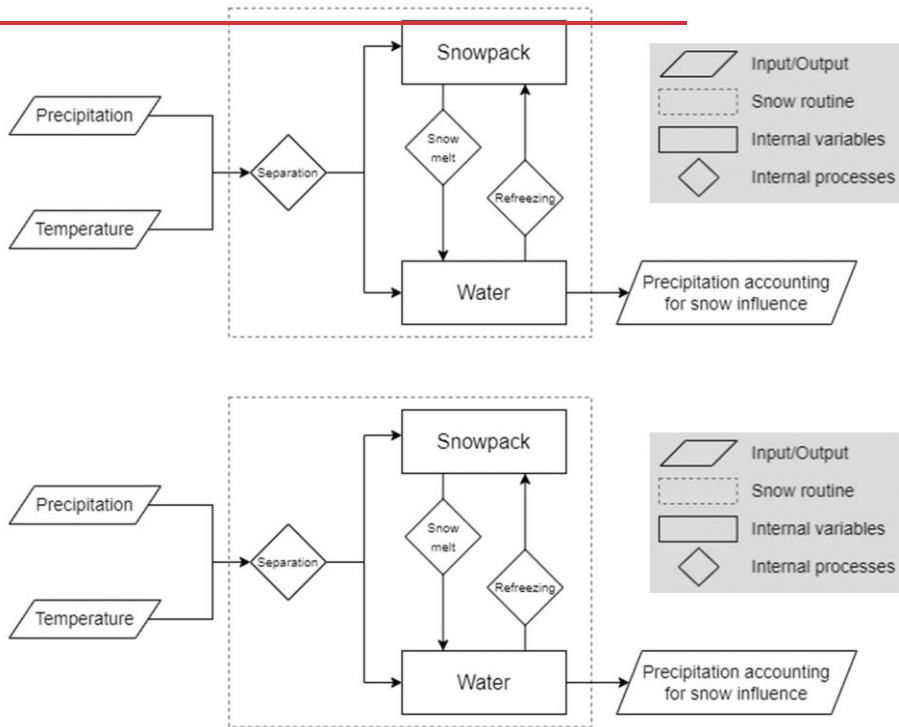 Snowpack
Input/Output
Precipitation
Snow routine
Snow
melt
Internal variables
Separation
Internal processes
Refreezing
Temperature
Water
Precipitation accounting
for snow influence
Snowpack
Input/Output
Precipitation
Snow routine
Snow
melt
Internal variables
Separation
Internal processes
Refreezing
Temperature
Water
Precipitation accounting
for snow influence